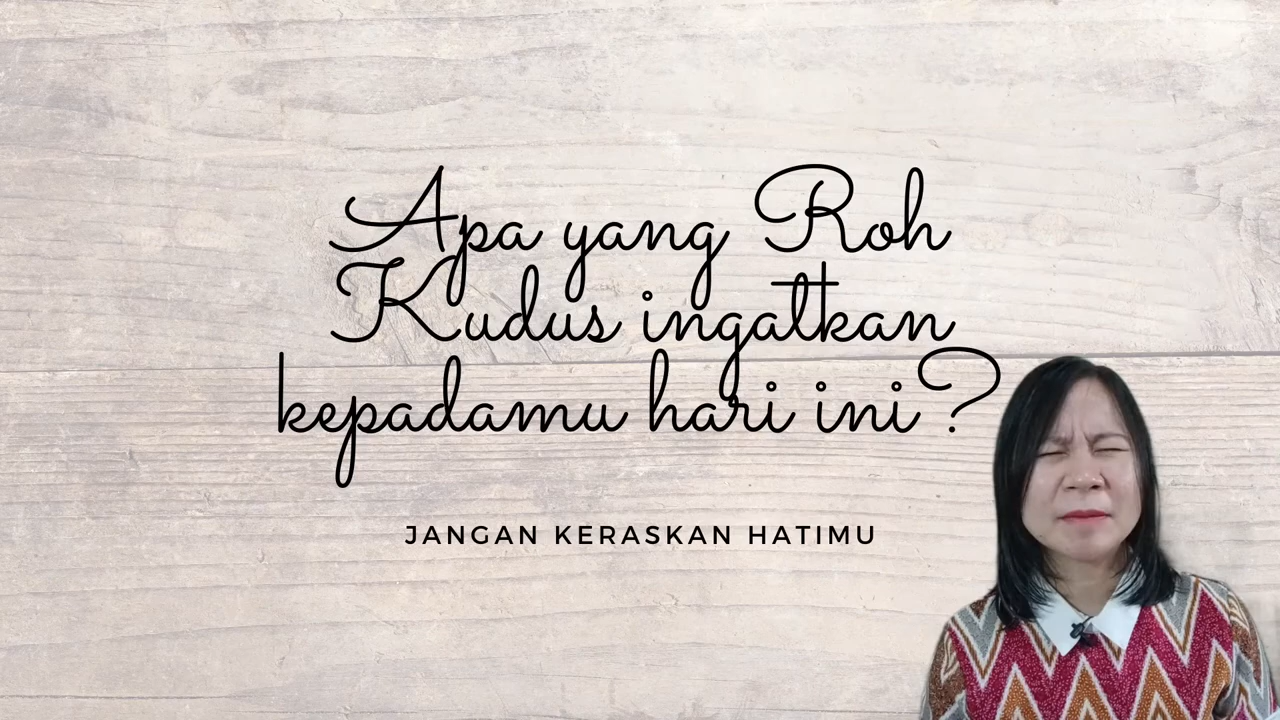 Apa yang Roh
Kudus ingatkan
kepadamu hari ini?
JANGAN KERASKAN HATIMU